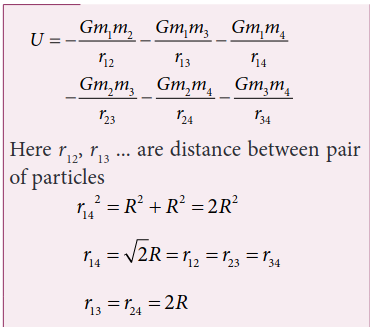 U = − Gm₁m₂/r₁₂ − Gm₁m₃/r₁₃ − Gm₁m₄/r₁₄
− Gm₂m₃/r₂₃ − Gm₂m₄/r₂₄ − Gm₃m₄/r₃₄
Here r₁₂, r₁₃ ... are distance between pair
of particles
r₁₄² = R² + R² = 2R²
r₁₄ = √2R = r₁₂ = r₂₃ = r₃₄
r₁₃ = r₂₄ = 2R